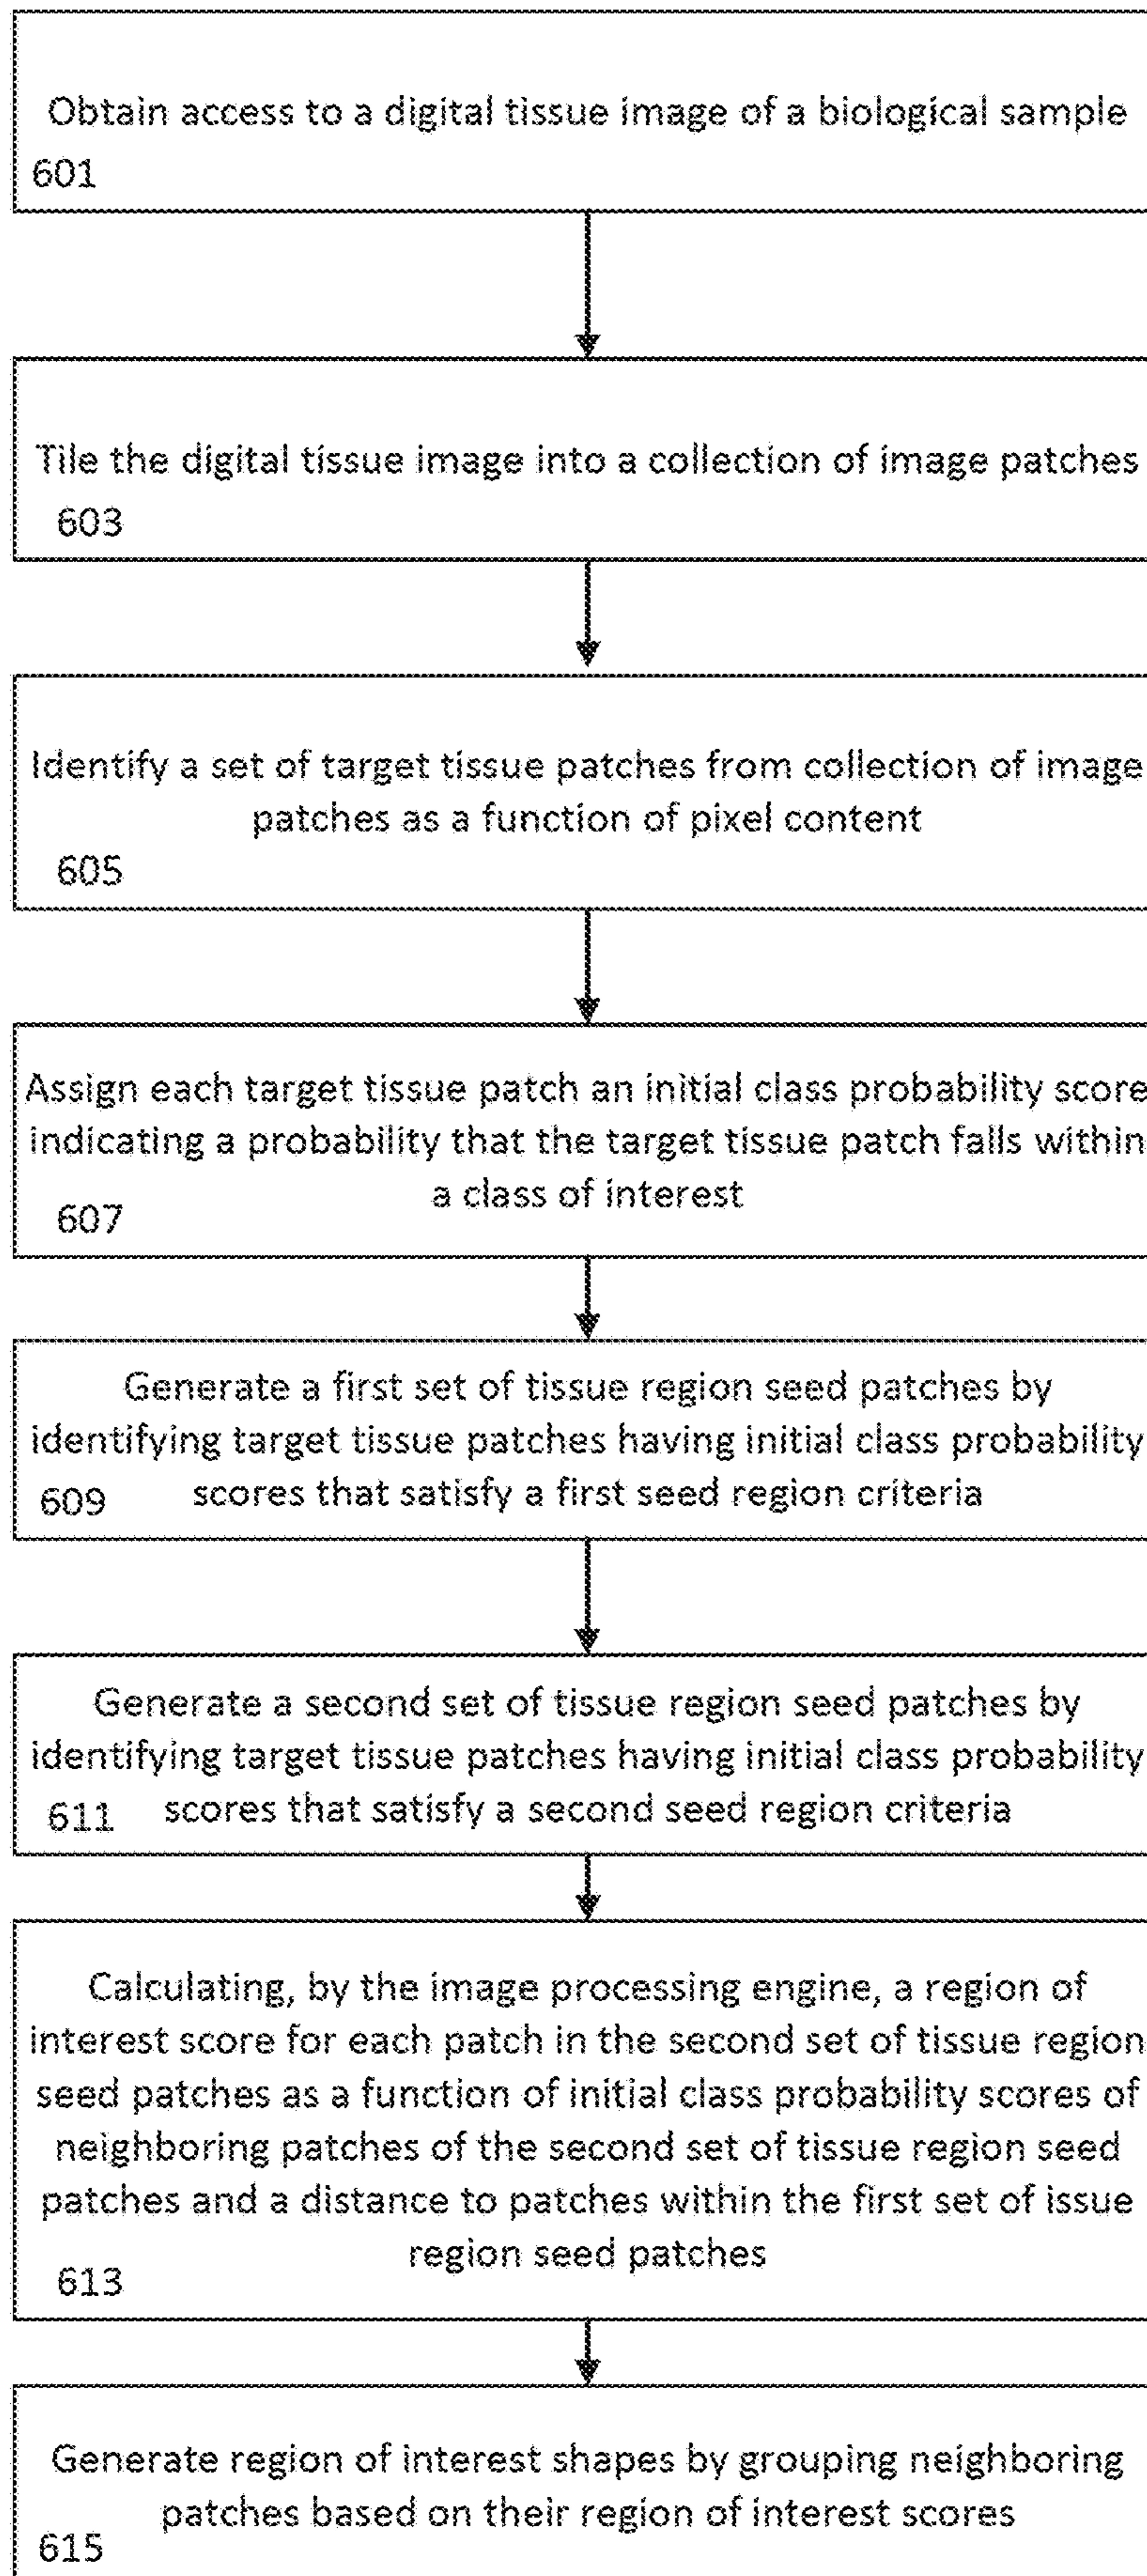 Obtain access to a digital tissue image of a biological sample
601
Tile the digital tissue image into a collection of image patches
603
Identify a set of target tissue patches from collection of image
patches as a function of pixel content
605
Assign each target tissue patch an initial class probability score
indicating a probability that the target tissue patch falls within
a class of interest
607
Generate a first set of tissue region seed patches by
identifying target tissue patches having initial class probability
scores that satisfy a first seed region criteria
609
Generate a second set of tissue region seed patches by
identifying target tissue patches having initial class probability
scores that satisfy a second seed region criteria
611
Calculating, by the image processing engine, a region of
interest score for each patch in the second set of tissue region
seed patches as a function of initial class probability scores of
neighboring patches of the second set of tissue region seed
patches and a distance to patches within the first set of issue
region seed patches
613
Generate region of interest shapes by grouping neighboring
patches based on their region of interest scores
615